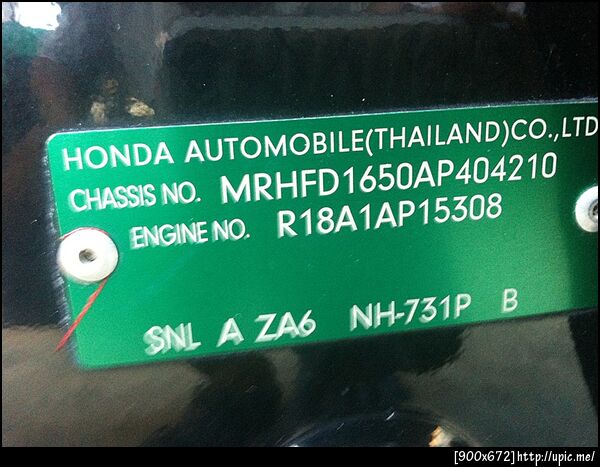 HONDA AUTOMOBILE(THAILAND)CO.,LTD
CHASSIS NO. MRHFD1650AP404210
ENGINE NO. R18A1AP15308
SNL A ZA6 NH-731P B
[900x672]http://upic.me/